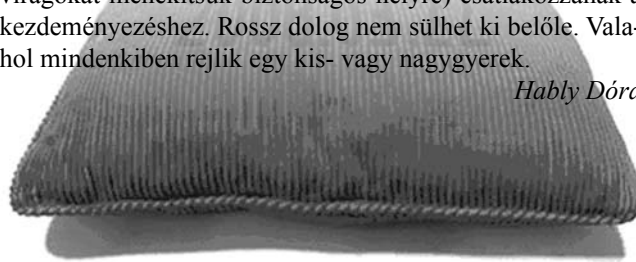 virágokat menekítsük biztonságos helyre) csatlakozzanak a
kezdeményezéshez. Rossz dolog nem sülhet ki belőle. Vala-
hol mindenkiben rejlik egy kis- vagy nagygyerek.
Hably Dóra